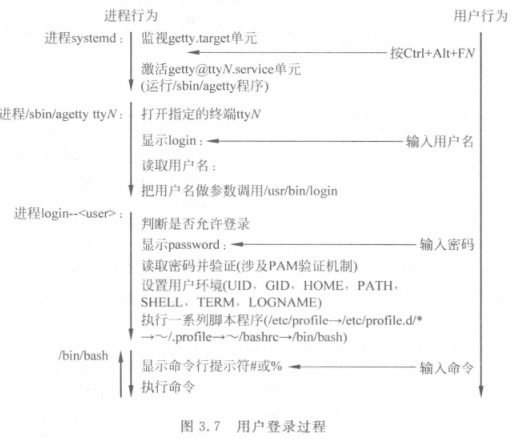 进程行为 用户行为
进程systemd： 监视getty.target单元
按Ctrl+Alt+FN
激活getty@ttyN.service单元
(运行/sbin/agetty程序)
进程/sbin/agetty ttyN： 打开指定的终端ttyN
显示login： 输入用户名
读取用户名：
把用户名做参数调用/usr/bin/login
进程login--<user>：
判断是否允许登录
显示password： 输入密码
读取密码并验证(涉及PAM验证机制)
设置用户环境(UID，GID，HOME，PATH，
SHELL，TERM，LOGNAME)
执行一系列脚本程序(/etc/profile→/etc/profile.d/*
→～/.profile→～/bashrc→/bin/bash)
/bin/bash
显示命令行提示符#或% 输入命令
执行命令
图 3.7 用户登录过程